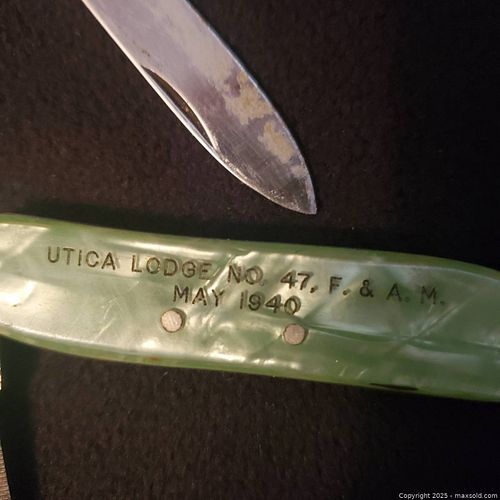 UTICA LODGE NO. 47, F. & A. M.
MAY 1940
Copyright 2025 - maxsold.com